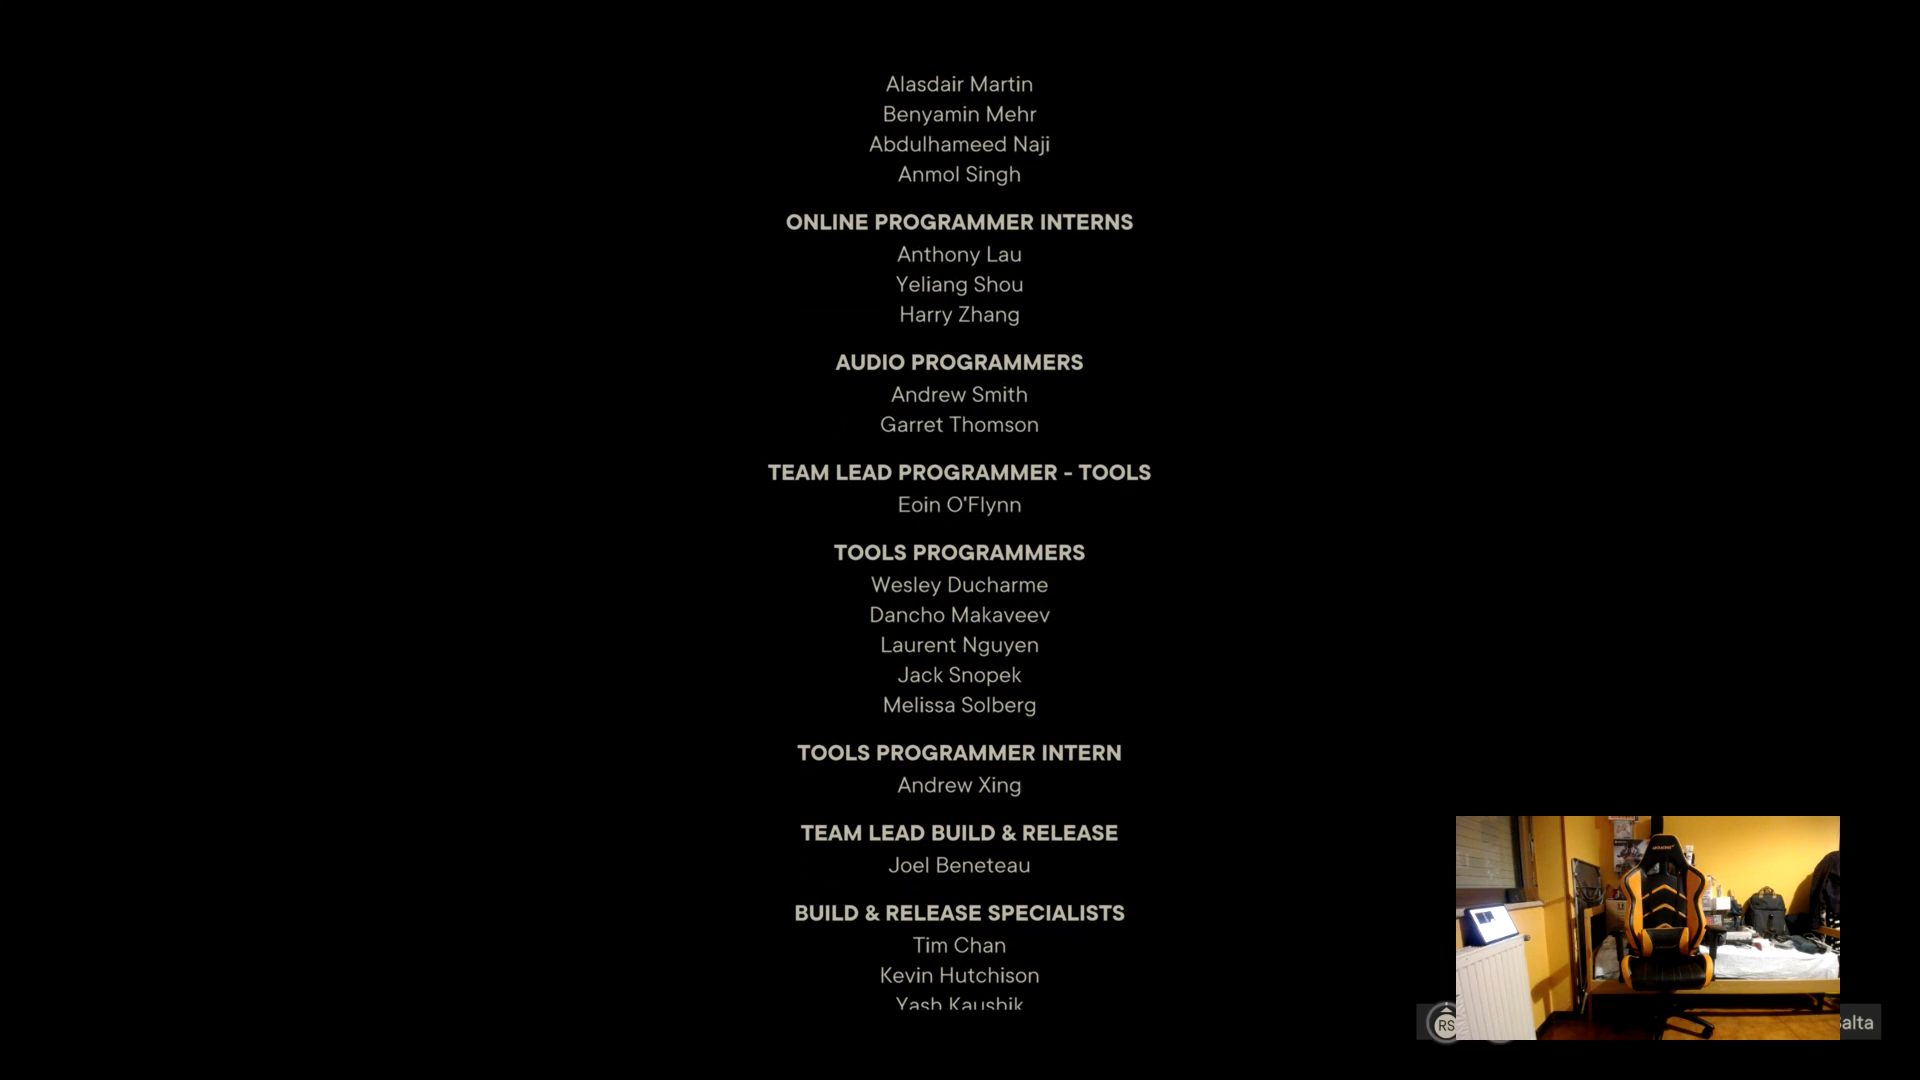 Alasdair Martin
Benyamin Mehr
Abdulhameed Naji
Anmol Singh
ONLINE PROGRAMMER INTERNS
Anthony Lau
Yeliang Shou
Harry Zhang
AUDIO PROGRAMMERS
Andrew Smith
Garret Thomson
TEAM LEAD PROGRAMMER - TOOLS
Eoin O'Flynn
TOOLS PROGRAMMERS
Wesley Ducharme
Dancho Makaveev
Laurent Nguyen
Jack Snopek
Melissa Solberg
TOOLS PROGRAMMER INTERN
Andrew Xing
TEAM LEAD BUILD & RELEASE
Joel Beneteau
BUILD & RELEASE SPECIALISTS
Tim Chan
Kevin Hutchison
Yash Kaushik
RS